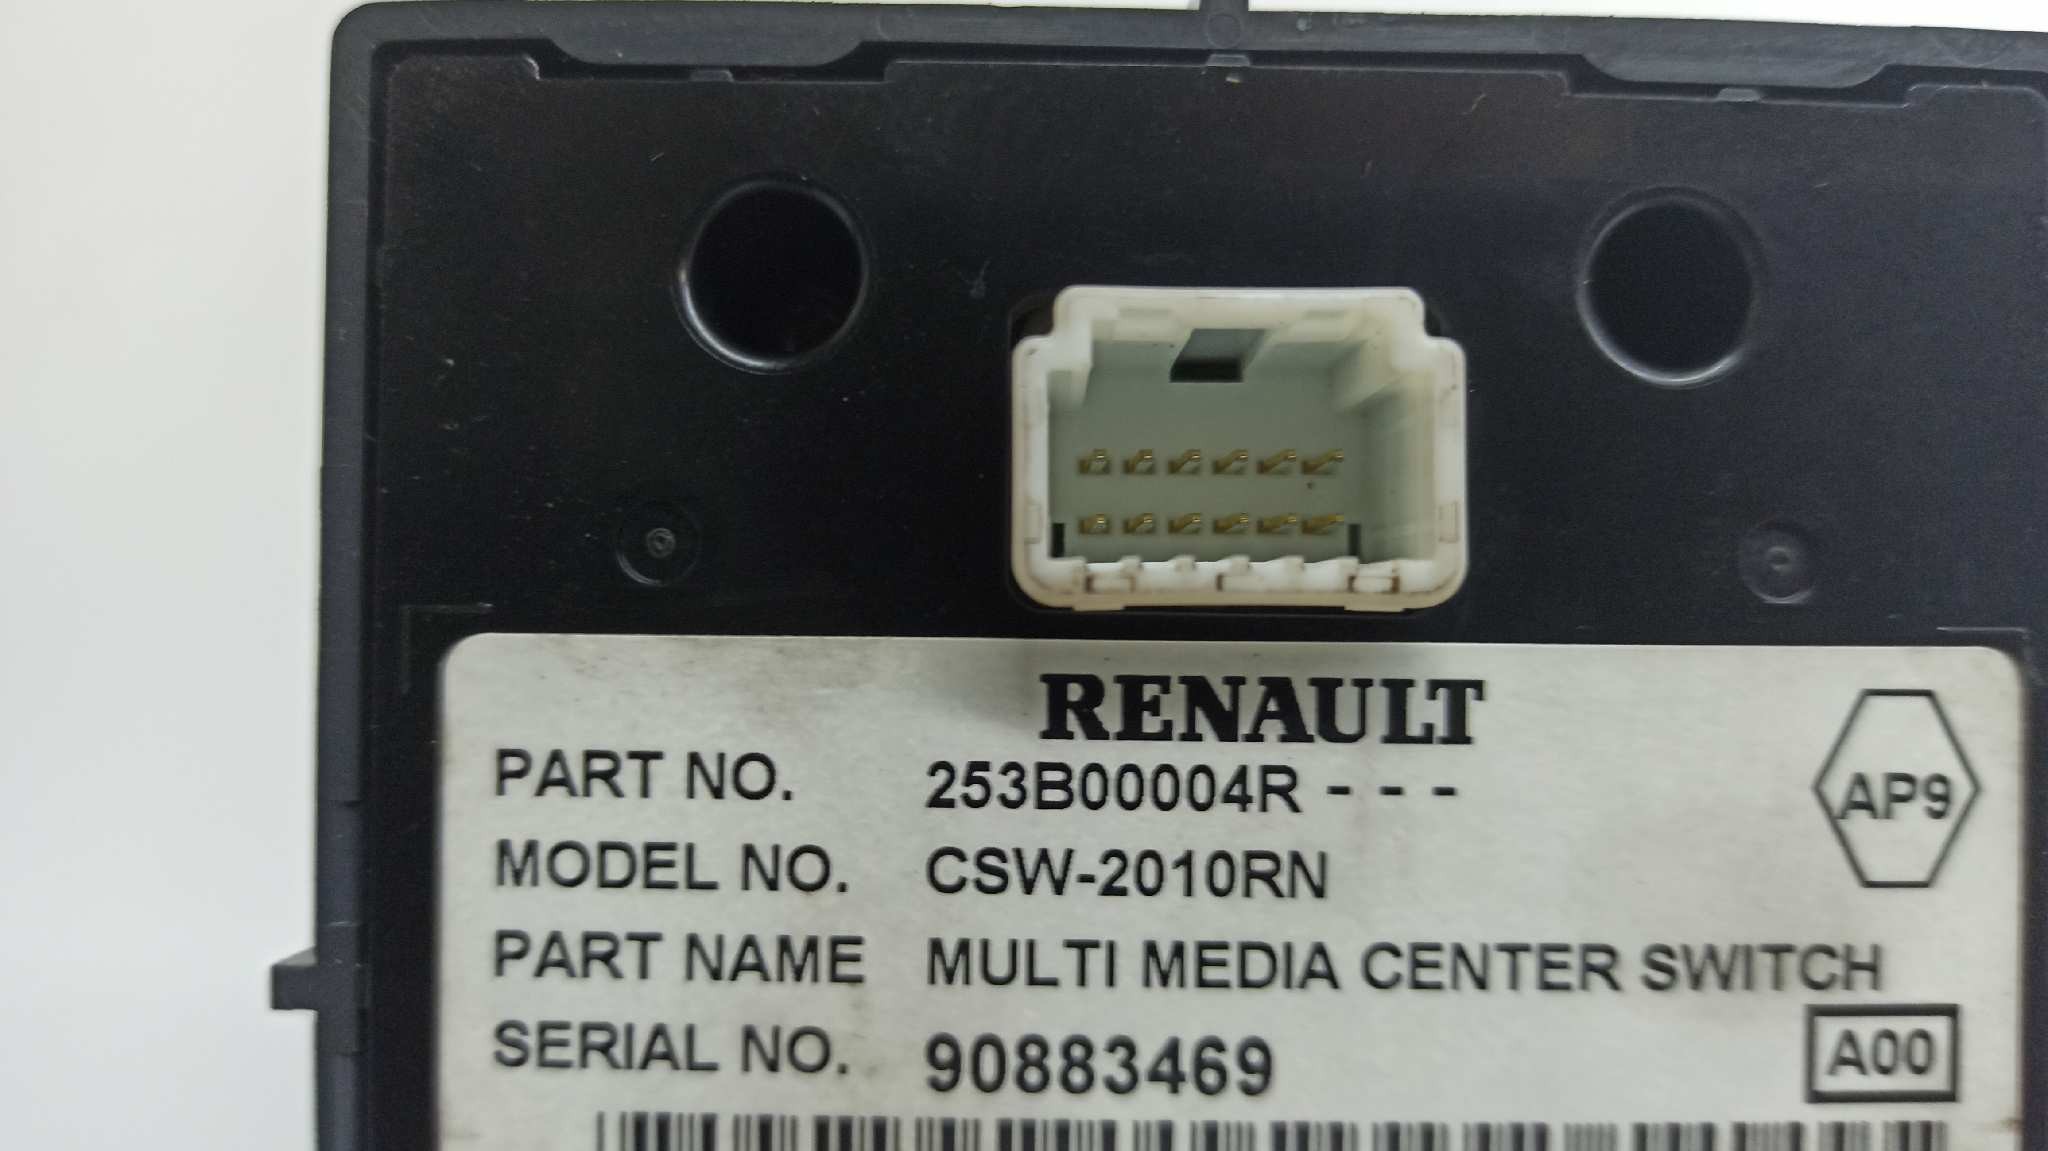 RENAULT
PART NO. 253B00004R - - -
AP9
MODEL NO. CSW-2010RN
PART NAME MULTI MEDIA CENTER SWITCH
SERIAL NO. 90883469
A00